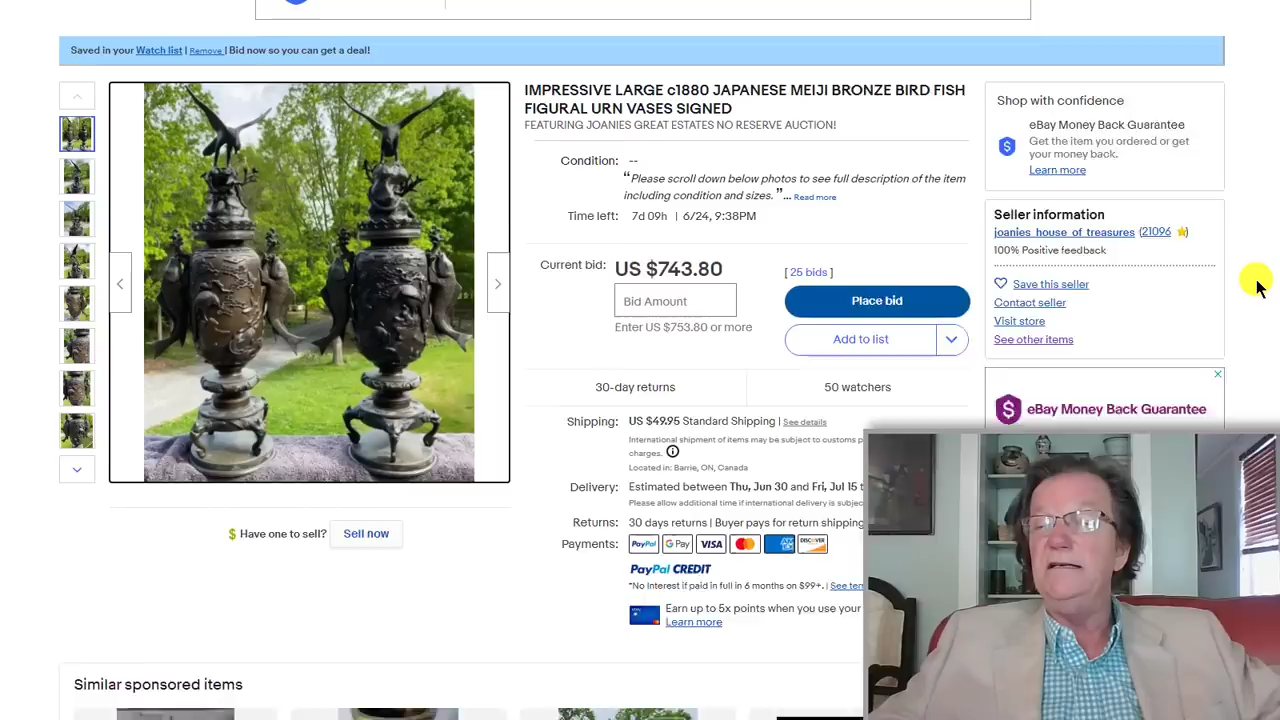 Saved in your Watch list | Remove | Bid now so you can get a deal!
IMPRESSIVE LARGE c1880 JAPANESE MEIJI BRONZE BIRD FISH
FIGURAL URN VASES SIGNED
FEATURING JOANIES GREAT ESTATES NO RESERVE AUCTION!
Condition: --
“Please scroll down below photos to see full description of the item
including condition and sizes. ”... Read more
Time left: 7d 09h | 6/24, 9:38PM
Current bid: US $743.80 [ 25 bids ]
Bid Amount
Place bid
Enter US $753.80 or more
Add to list
30-day returns 50 watchers
Shipping: US $49.95 Standard Shipping | See details
International shipment of items may be subject to customs p
charges.
Located in: Barrie, ON, Canada
Delivery: Estimated between Thu, Jun 30 and Fri, Jul 15 t
Please allow additional time if international delivery is subjec
Returns: 30 days returns | Buyer pays for return shipping
Payments: PayPal G Pay VISA mastercard AM EX DISCOVER
PayPal CREDIT
*No Interest if paid in full in 6 months on $99+. | See ter
Earn up to 5x points when you use your
Learn more
$ Have one to sell? Sell now
Similar sponsored items
Shop with confidence
eBay Money Back Guarantee
Get the item you ordered or get
your money back.
Learn more
Seller information
joanies_house_of_treasures (21096)
100% Positive feedback
Save this seller
Contact seller
Visit store
See other items
eBay Money Back Guarantee